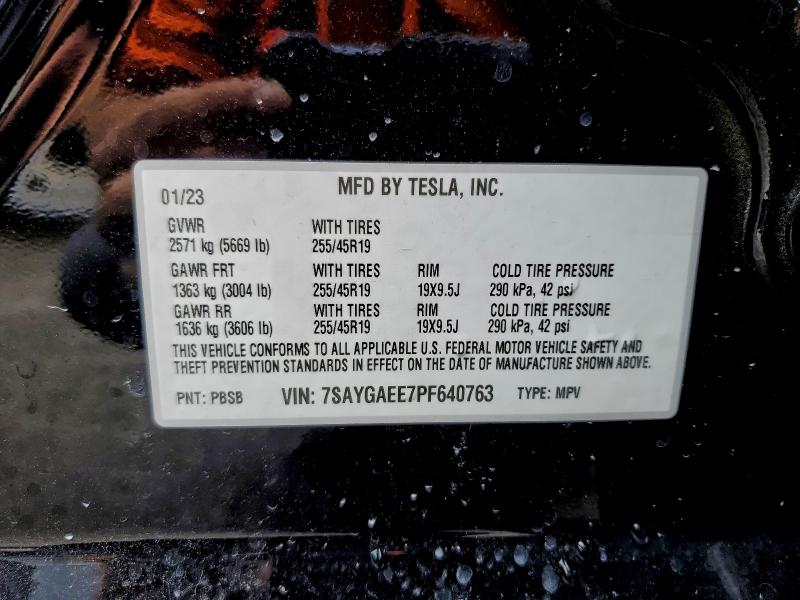 MFD BY TESLA, INC.
01/23
GVWR WITH TIRES
2571 kg (5669 lb) 255/45R19
GAWR FRT WITH TIRES RIM COLD TIRE PRESSURE
1363 kg (3004 lb) 255/45R19 19X9.5J 290 kPa, 42 psi
GAWR RR WITH TIRES RIM COLD TIRE PRESSURE
1636 kg (3606 lb) 255/45R19 19X9.5J 290 kPa, 42 psi
THIS VEHICLE CONFORMS TO ALL APPLICABLE U.S. FEDERAL MOTOR VEHICLE SAFETY AND
THEFT PREVENTION STANDARDS IN EFFECT ON THE DATE OF MANUFACTURE SHOWN ABOVE.
PNT: PBSB VIN: 7SAYGAEE7PF640763 TYPE: MPV